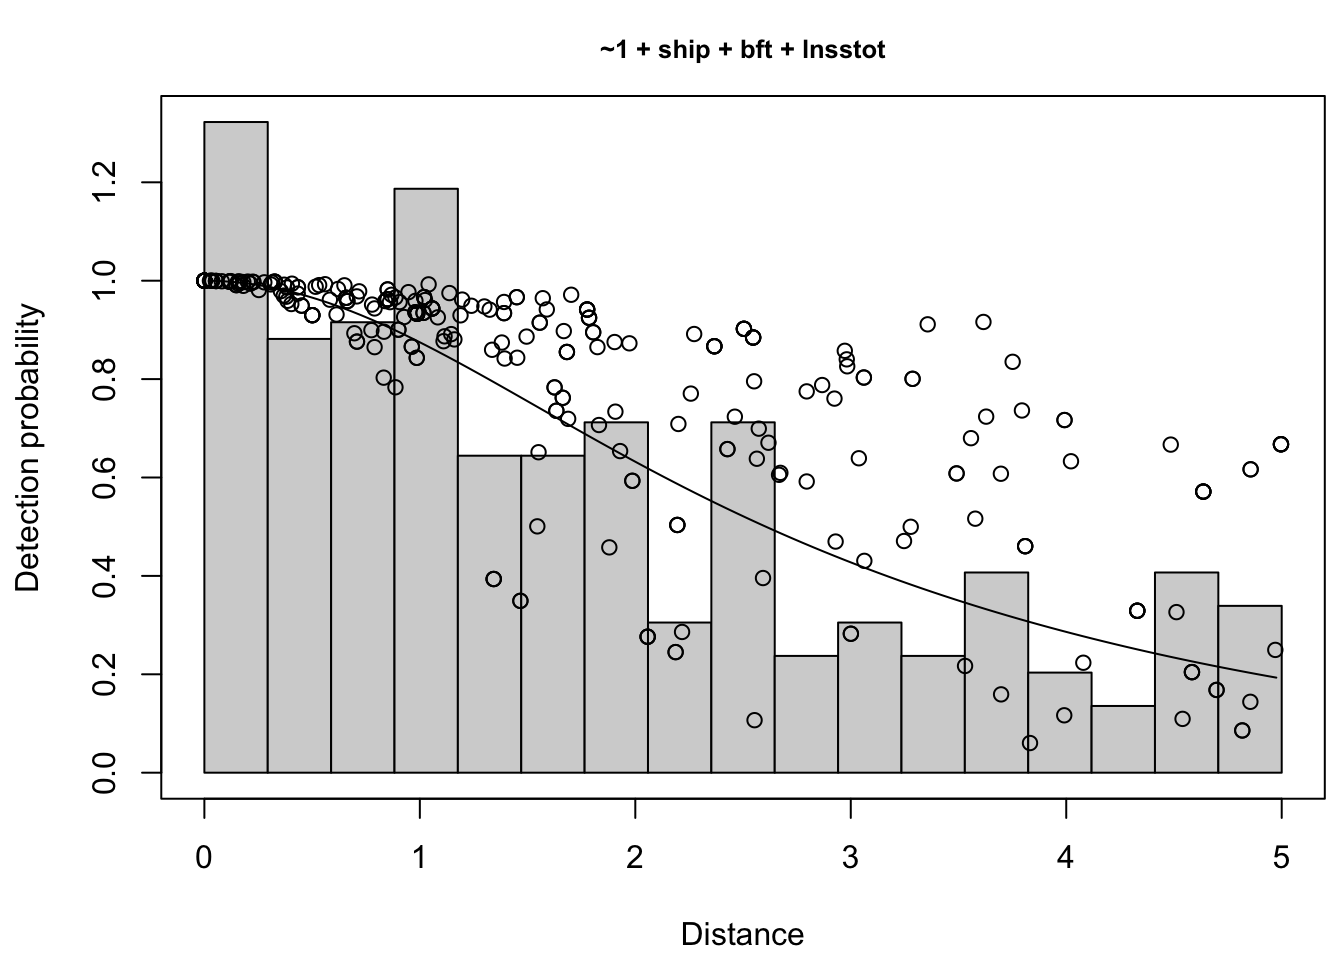 ~1 + ship + bft + lnsstot
Detection probability
1.2
1.0
0.8
0.6
0.4
0.2
0.0
0 1 2 3 4 5
Distance